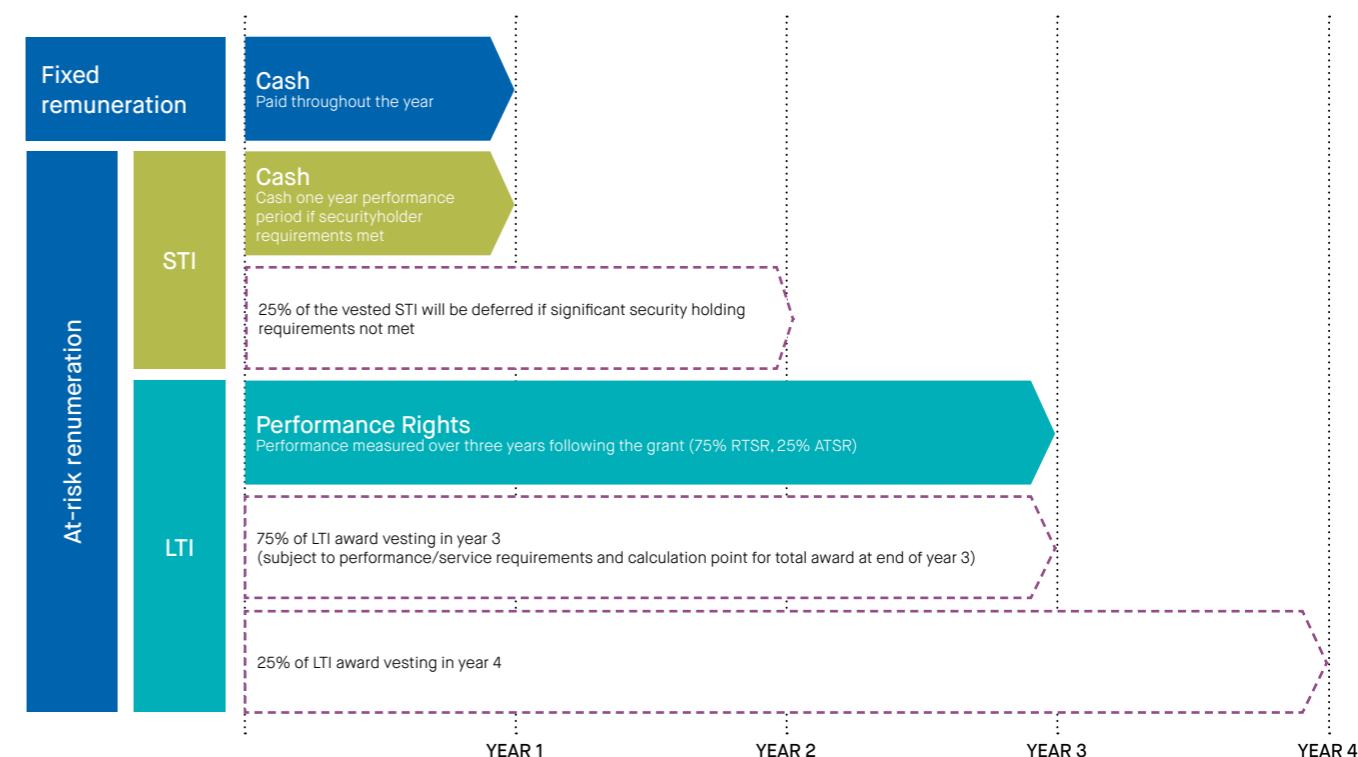 Fixed
remuneration
Cash
Paid throughout the year
At-risk renumeration
STI
Cash
Cash one year performance
period if securityholder
requirements met
25% of the vested STI will be deferred if significant security holding
requirements not met
LTI
Performance Rights
Performance measured over three years following the grant (75% RTSR, 25% ATSR)
75% of LTI award vesting in year 3
(subject to performance/service requirements and calculation point for total award at end of year 3)
25% of LTI award vesting in year 4
YEAR 1
YEAR 2
YEAR 3
YEAR 4